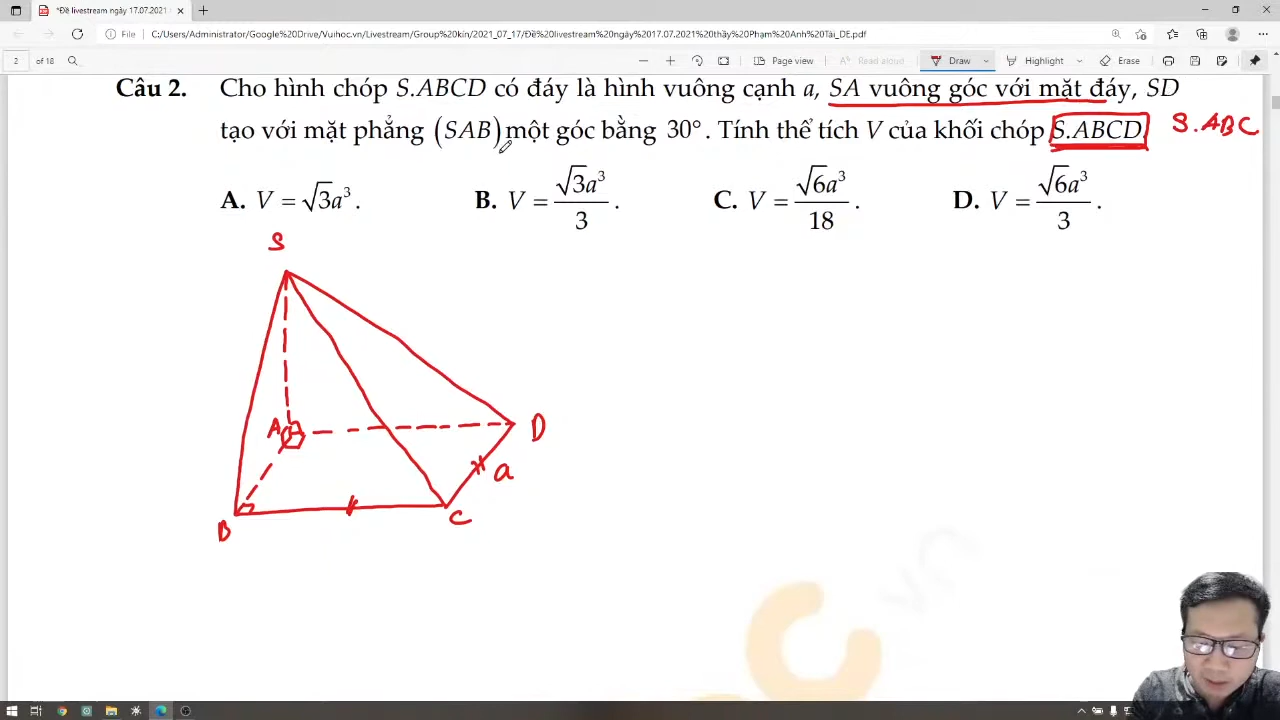 *Đề livestream ngày 17.07.2021
File
C:/Users/Administrator/Google%20Drive/Vuihoc.vn/Livestream/Group%20kín/2021_07_17/Đề%20livestream%20ngày%2017.07.2021%20thầy%20Phạm%20Anh%20Tài_DE.pdf
2 of 18
Page view
Read aloud
Draw
Highlight
Erase
Câu 2. Cho hình chóp S.ABCD có đáy là hình vuông cạnh a, SA vuông góc với mặt đáy, SD
tạo với mặt phẳng (SAB) một góc bằng 30°. Tính thể tích V của khối chóp S.ABCD. S.ABC
A. V = √3a³. B. V = √3a³/3. C. V = √6a³/18. D. V = √6a³/3.
S
A
D
a
C
B